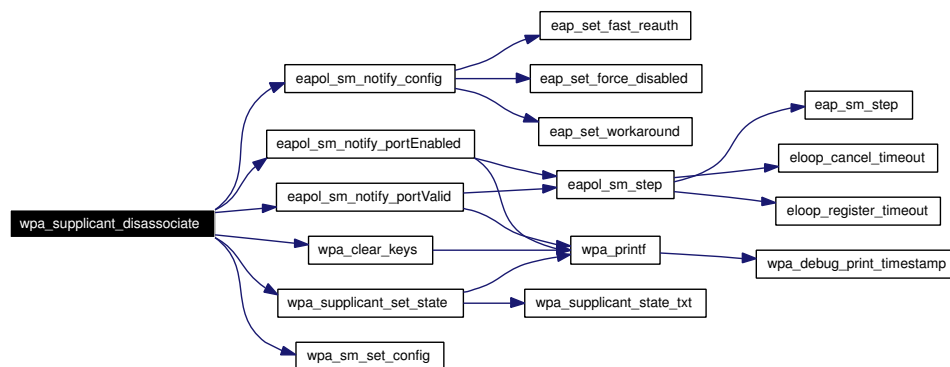 eap_set_fast_reauth
eapol_sm_notify_config
eap_set_force_disabled
eap_sm_step
eap_set_workaround
eapol_sm_notify_portEnabled
eloop_cancel_timeout
eapol_sm_step
eapol_sm_notify_portValid
eloop_register_timeout
wpa_supplicant_disassociate
wpa_clear_keys
wpa_printf
wpa_debug_print_timestamp
wpa_supplicant_set_state
wpa_supplicant_state_txt
wpa_sm_set_config